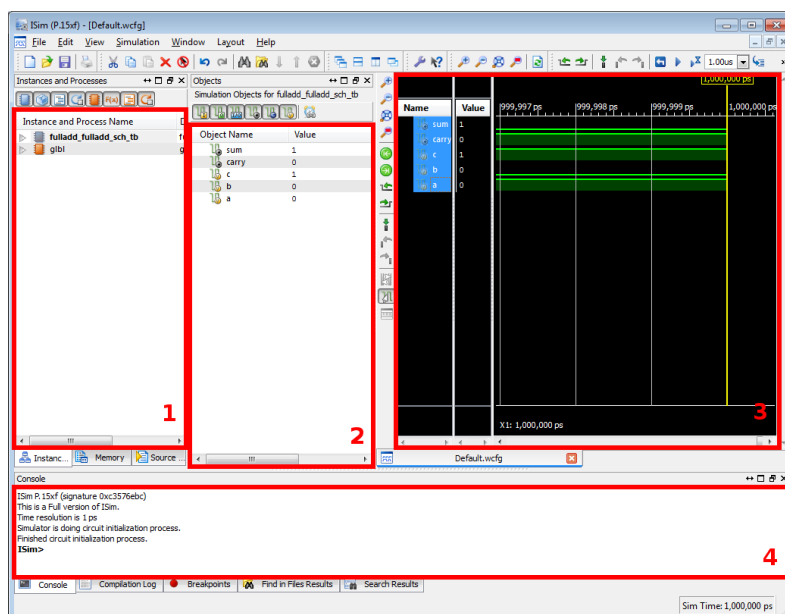 ISim (P.15xf) - [Default.wcfg]
File Edit View Simulation Window Layout Help
1.00us
Instances and Processes
Instance and Process Name
fulladd_fulladd_sch_tb
glbl
1
Instanc...
Memory
Source ...
Objects
Simulation Objects for fulladd_fulladd_sch_tb
Object Name Value
sum 1
carry 0
c 1
b 0
a 0
2
1,000,000 ps
Name Value
999,997 ps 999,998 ps 999,999 ps 1,000,000 ps
sum 1
carry 0
c 1
b 0
a 0
3
X1: 1,000,000 ps
Default.wcfg
Console
ISim P.15xf (signature 0xc3576ebc)
This is a Full version of ISim.
Time resolution is 1 ps
Simulator is doing circuit initialization process.
Finished circuit initialization process.
ISim>
4
Console Compilation Log Breakpoints Find in Files Results Search Results
Sim Time: 1,000,000 ps